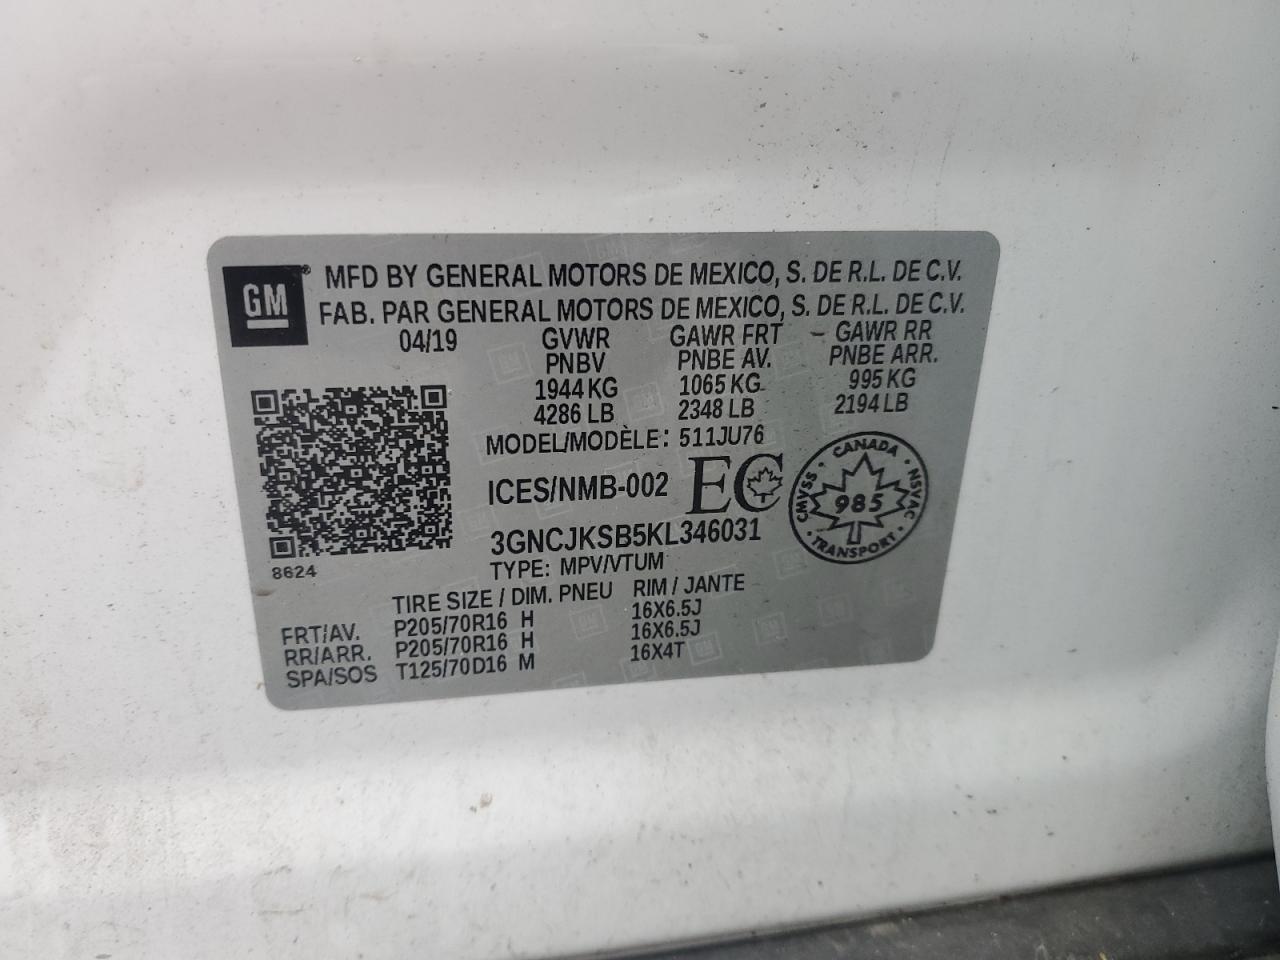 GM ® MFD BY GENERAL MOTORS DE MEXICO, S. DE R.L. DE C.V.
FAB. PAR GENERAL MOTORS DE MEXICO, S. DE R.L. DE C.V.
04/19 GVWR GAWR FRT GAWR RR
PNBV PNBE AV. PNBE ARR.
1944 KG 1065 KG 995 KG
4286 LB 2348 LB 2194 LB
MODEL/MODÈLE: 511JU76
ICES/NMB-002 EC
CANADA
CMVSS 985 NSVAC
TRANSPORT
3GNCJKSB5KL346031
8624 TYPE: MPV/VTUM
TIRE SIZE / DIM. PNEU RIM / JANTE
FRT/AV. P205/70R16 H 16X6.5J
RR/ARR. P205/70R16 H 16X6.5J
SPA/SOS T125/70D16 M 16X4T